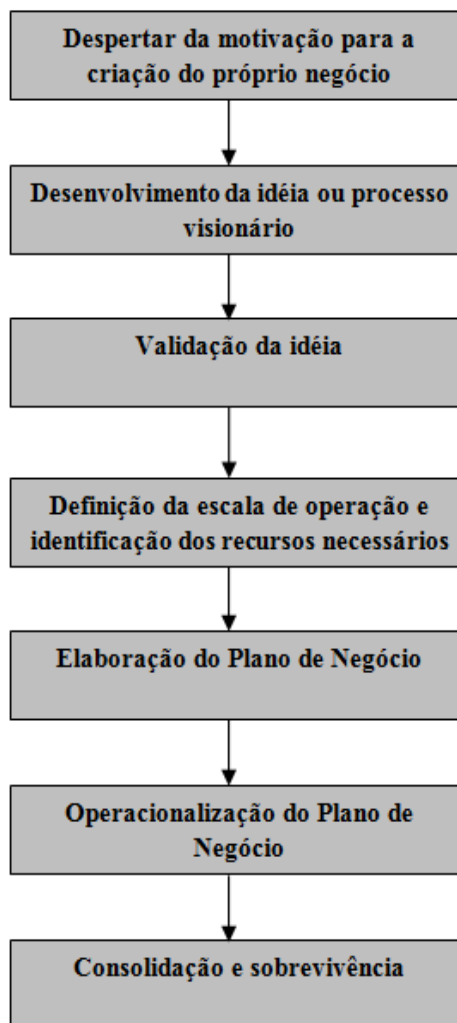 Despertar da motivação para a
criação do próprio negócio
Desenvolvimento da idéia ou processo
visionário
Validação da idéia
Definição da escala de operação e
identificação dos recursos necessários
Elaboração do Plano de Negócio
Operacionalização do Plano de
Negócio
Consolidação e sobrevivência